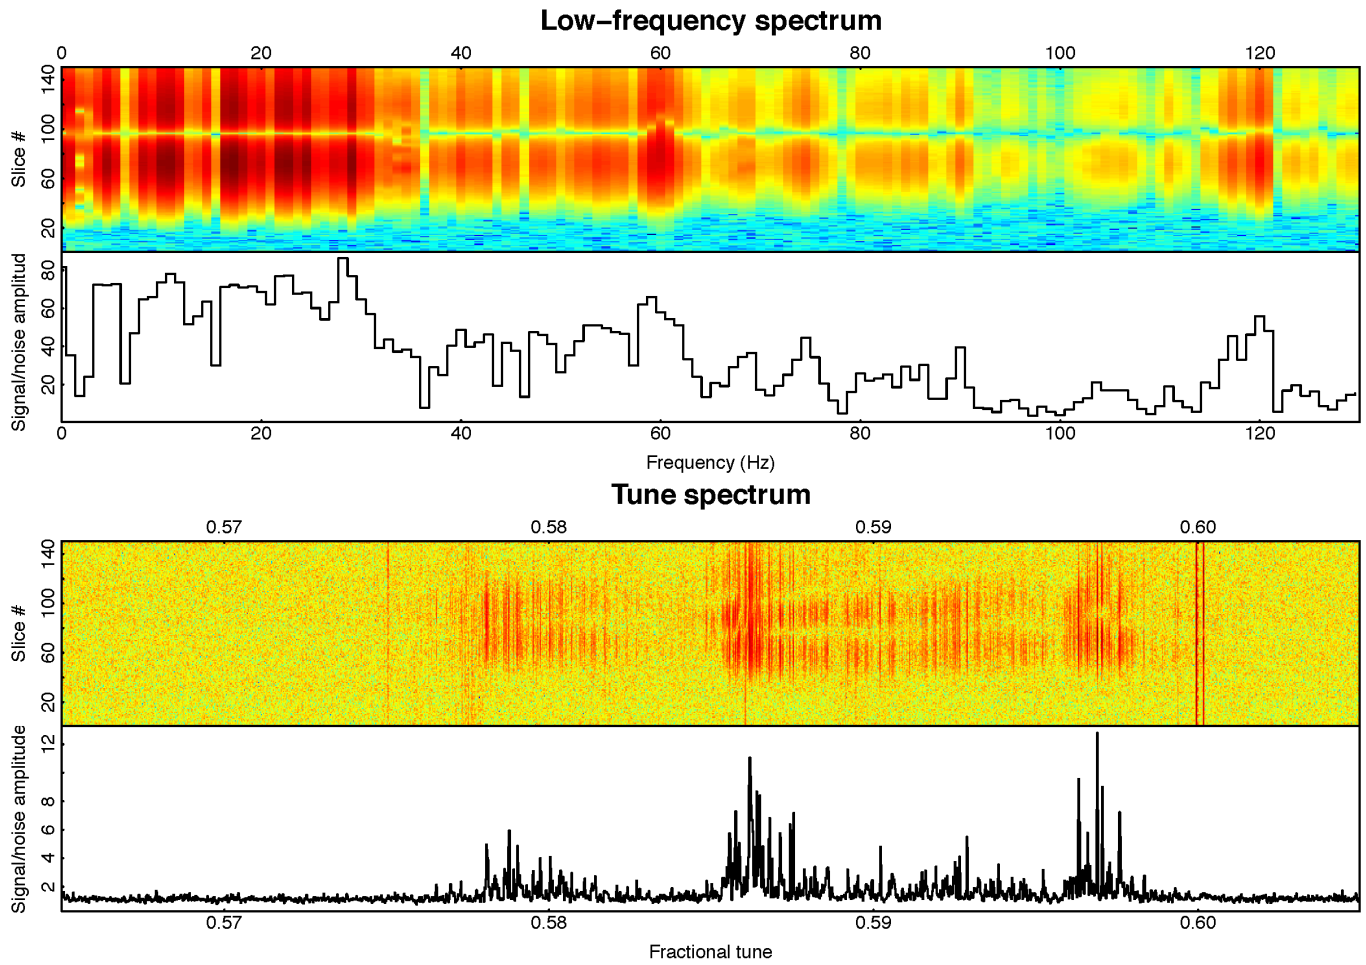 Low-frequency spectrum
0 20 40 60 80 100 120
140
100
60
20
Slice #
80
60
40
20
Signal/noise amplitud
0 20 40 60 80 100 120
Frequency (Hz)
Tune spectrum
0.57 0.58 0.59 0.60
140
100
60
20
Slice #
12
8
6
4
2
Signal/noise amplitude
0.57 0.58 0.59 0.60
Fractional tune